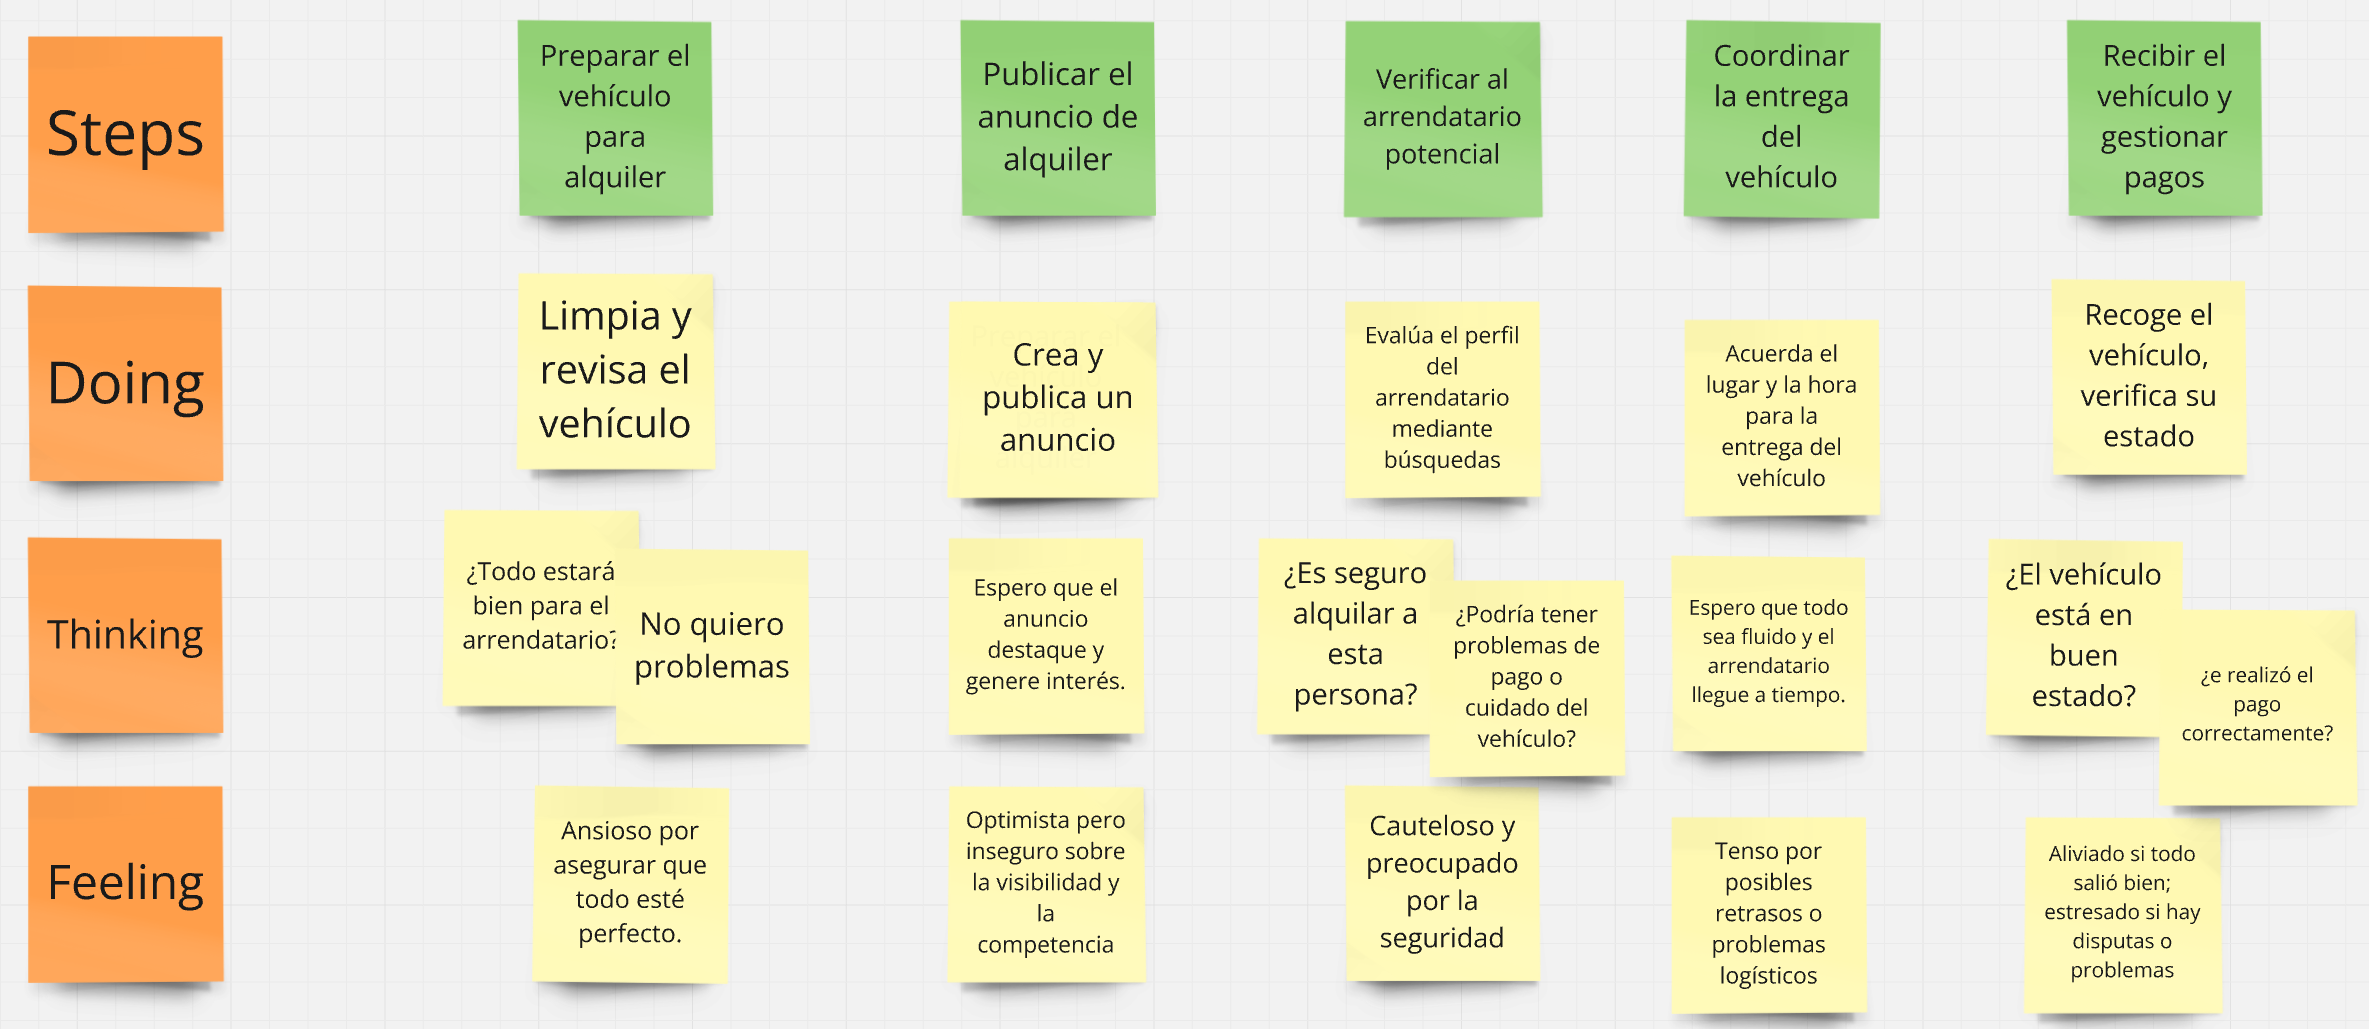 Steps
Preparar el
vehículo
para
alquiler
Publicar el
anuncio de
alquiler
Verificar al
arrendatario
potencial
Coordinar
la entrega
del
vehículo
Recibir el
vehículo y
gestionar
pagos
Doing
Limpia y
revisa el
vehículo
Crea y
publica un
anuncio
Evalúa el perfil
del
arrendatario
mediante
búsquedas
Acuerda el
lugar y la hora
para la
entrega del
vehículo
Recoge el
vehículo,
verifica su
estado
Thinking
¿Todo estará
bien para el
arrendatario?
No quiero
problemas
Espero que el
anuncio
destaque y
genere interés.
¿Es seguro
alquilar a
esta
persona?
¿Podría tener
problemas de
pago o
cuidado del
vehículo?
Espero que todo
sea fluido y el
arrendatario
llegue a tiempo.
¿El vehículo
está en
buen
estado?
¿e realizó el
pago
correctamente?
Feeling
Ansioso por
asegurar que
todo esté
perfecto.
Optimista pero
inseguro sobre
la visibilidad y
la
competencia
Cauteloso y
preocupado
por la
seguridad
Tenso por
posibles
retrasos o
problemas
logísticos
Aliviado si todo
salió bien;
estresado si hay
disputas o
problemas